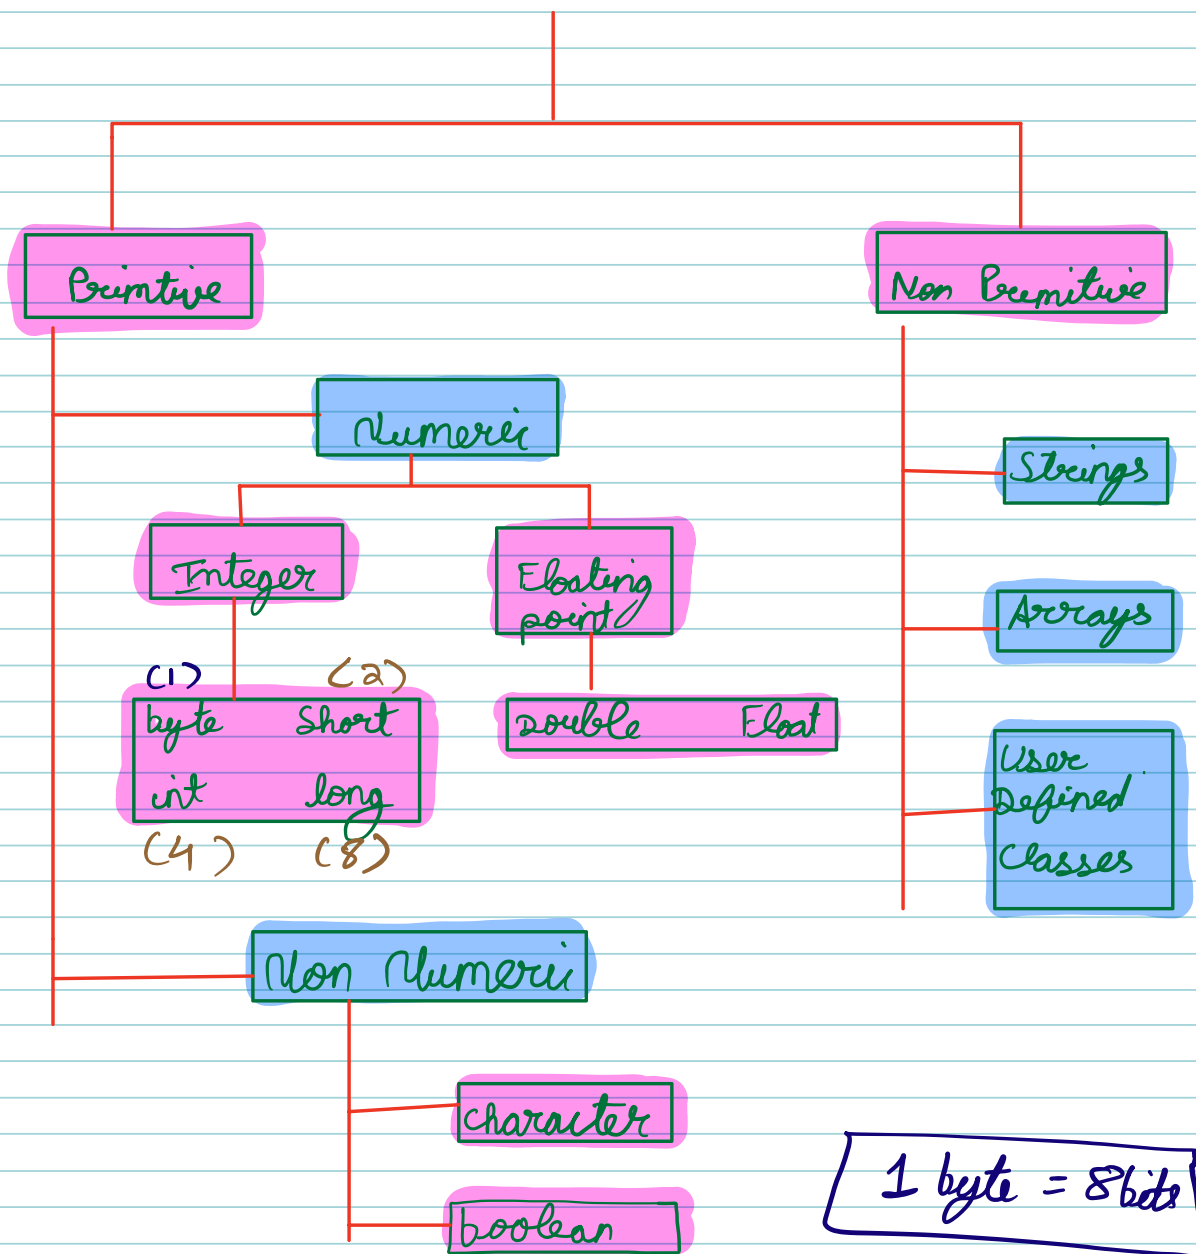 Primtive
Non Primitive
Numeric
Strings
Integer
Floating
point
Arrays
(1) (2)
byte Short
int long
(4) (8)
Double Float
User
Defined
Classes
Non Numeric
character
boolean
1 byte = 8 bits